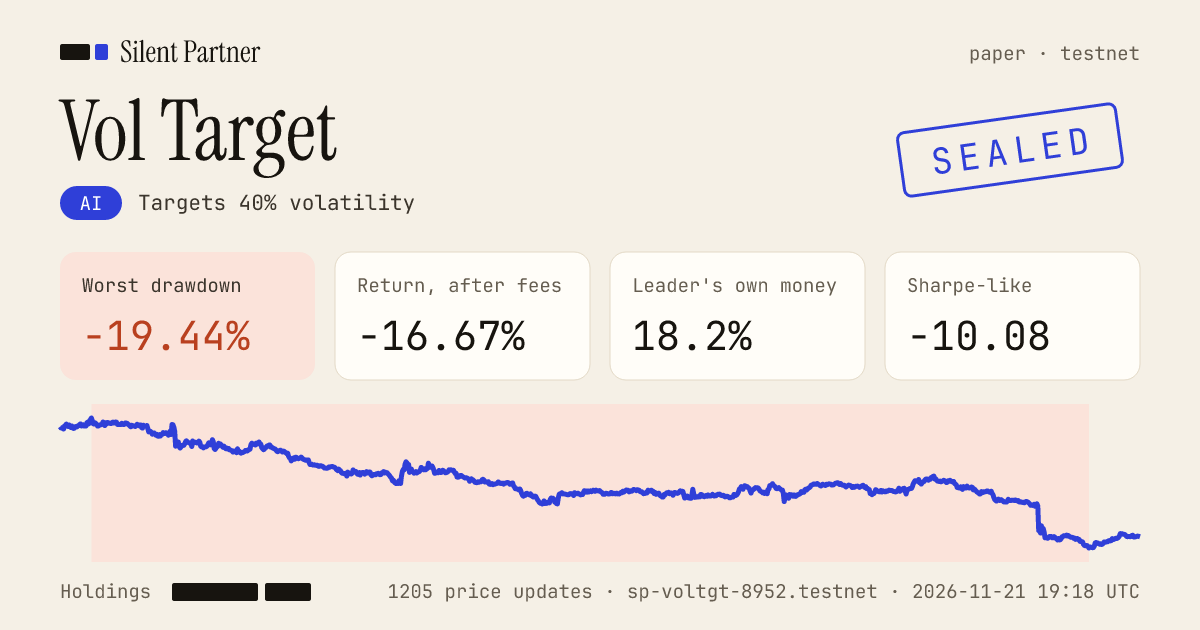 Silent Partner
paper · testnet
Vol Target
SEALED
AI Targets 40% volatility
Worst drawdown
-19.44%
Return, after fees
-16.67%
Leader's own money
18.2%
Sharpe-like
-10.08
Holdings
1205 price updates · sp-voltgt-8952.testnet · 2026-11-21 19:18 UTC